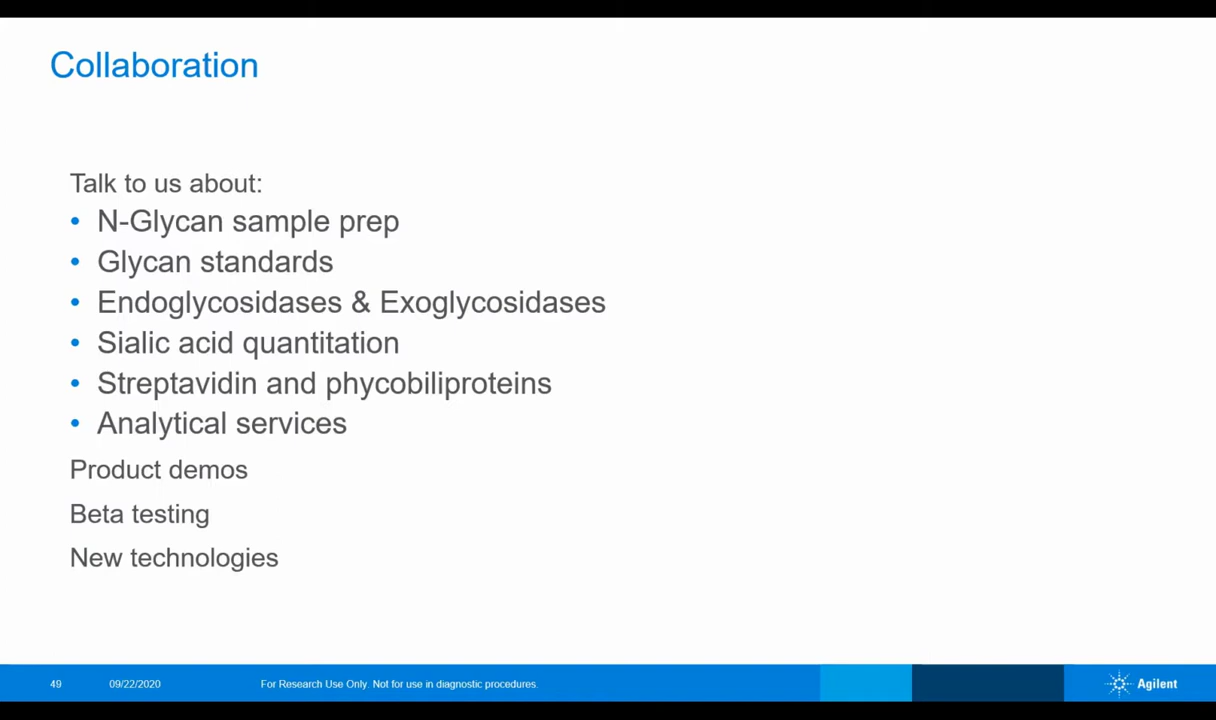 Collaboration
Talk to us about:
• N-Glycan sample prep
• Glycan standards
• Endoglycosidases & Exoglycosidases
• Sialic acid quantitation
• Streptavidin and phycobiliproteins
• Analytical services
Product demos
Beta testing
New technologies
49 09/22/2020 For Research Use Only. Not for use in diagnostic procedures. Agilent